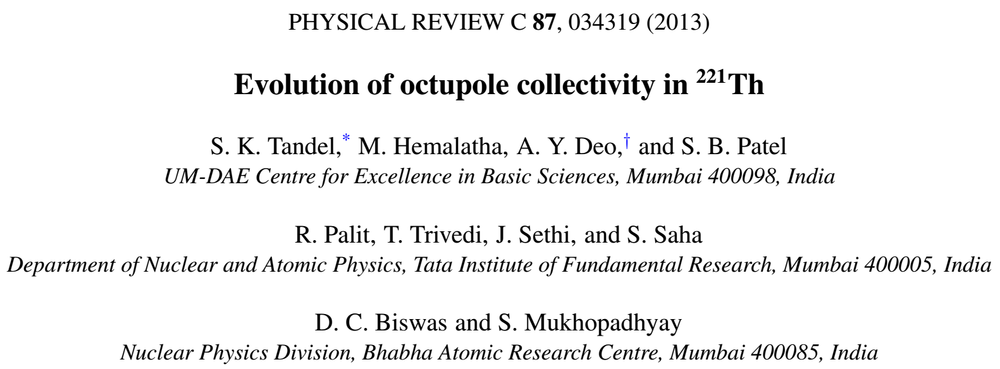 PHYSICAL REVIEW C 87, 034319 (2013)
Evolution of octupole collectivity in ²²¹Th
S. K. Tandel,* M. Hemalatha, A. Y. Deo,† and S. B. Patel
UM-DAE Centre for Excellence in Basic Sciences, Mumbai 400098, India
R. Palit, T. Trivedi, J. Sethi, and S. Saha
Department of Nuclear and Atomic Physics, Tata Institute of Fundamental Research, Mumbai 400005, India
D. C. Biswas and S. Mukhopadhyay
Nuclear Physics Division, Bhabha Atomic Research Centre, Mumbai 400085, India